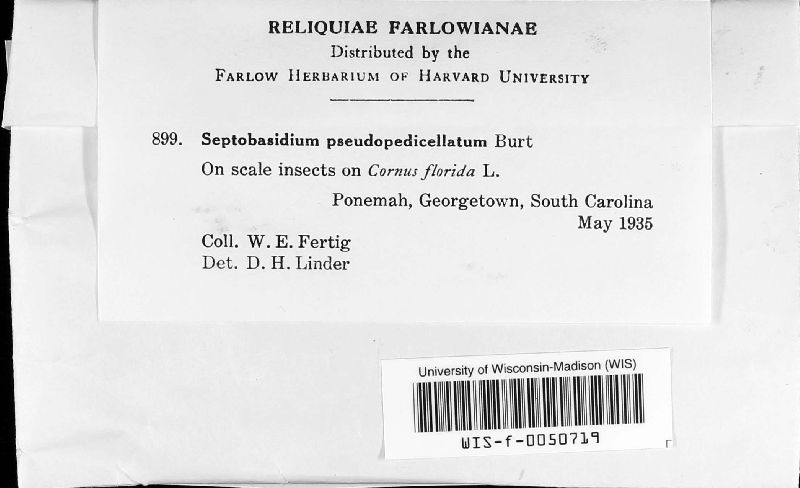 RELIQUIAE FARLOWIANAE
Distributed by the
FARLOW HERBARIUM OF HARVARD UNIVERSITY
899. Septobasidium pseudopedicellatum Burt
On scale insects on Cornus florida L.
Ponemah, Georgetown, South Carolina
May 1935
Coll. W. E. Fertig
Det. D. H. Linder
University of Wisconsin-Madison (WIS)
WIS-f-0050719